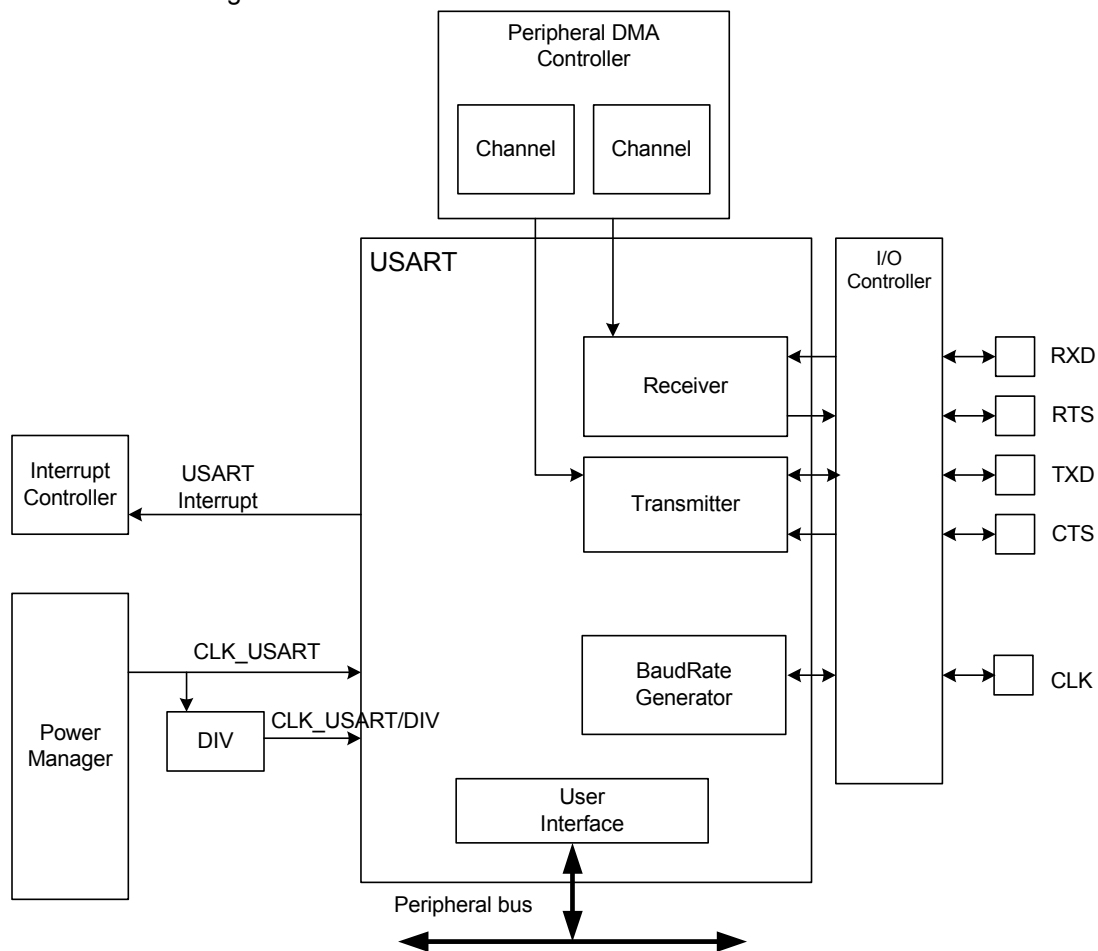 Peripheral DMA
Controller
Channel
Channel
USART
I/O
Controller
Receiver
RXD
RTS
Interrupt
Controller
USART
Interrupt
Transmitter
TXD
CTS
CLK_USART
BaudRate
Generator
CLK
Power
Manager
DIV
CLK_USART/DIV
User
Interface
Peripheral bus